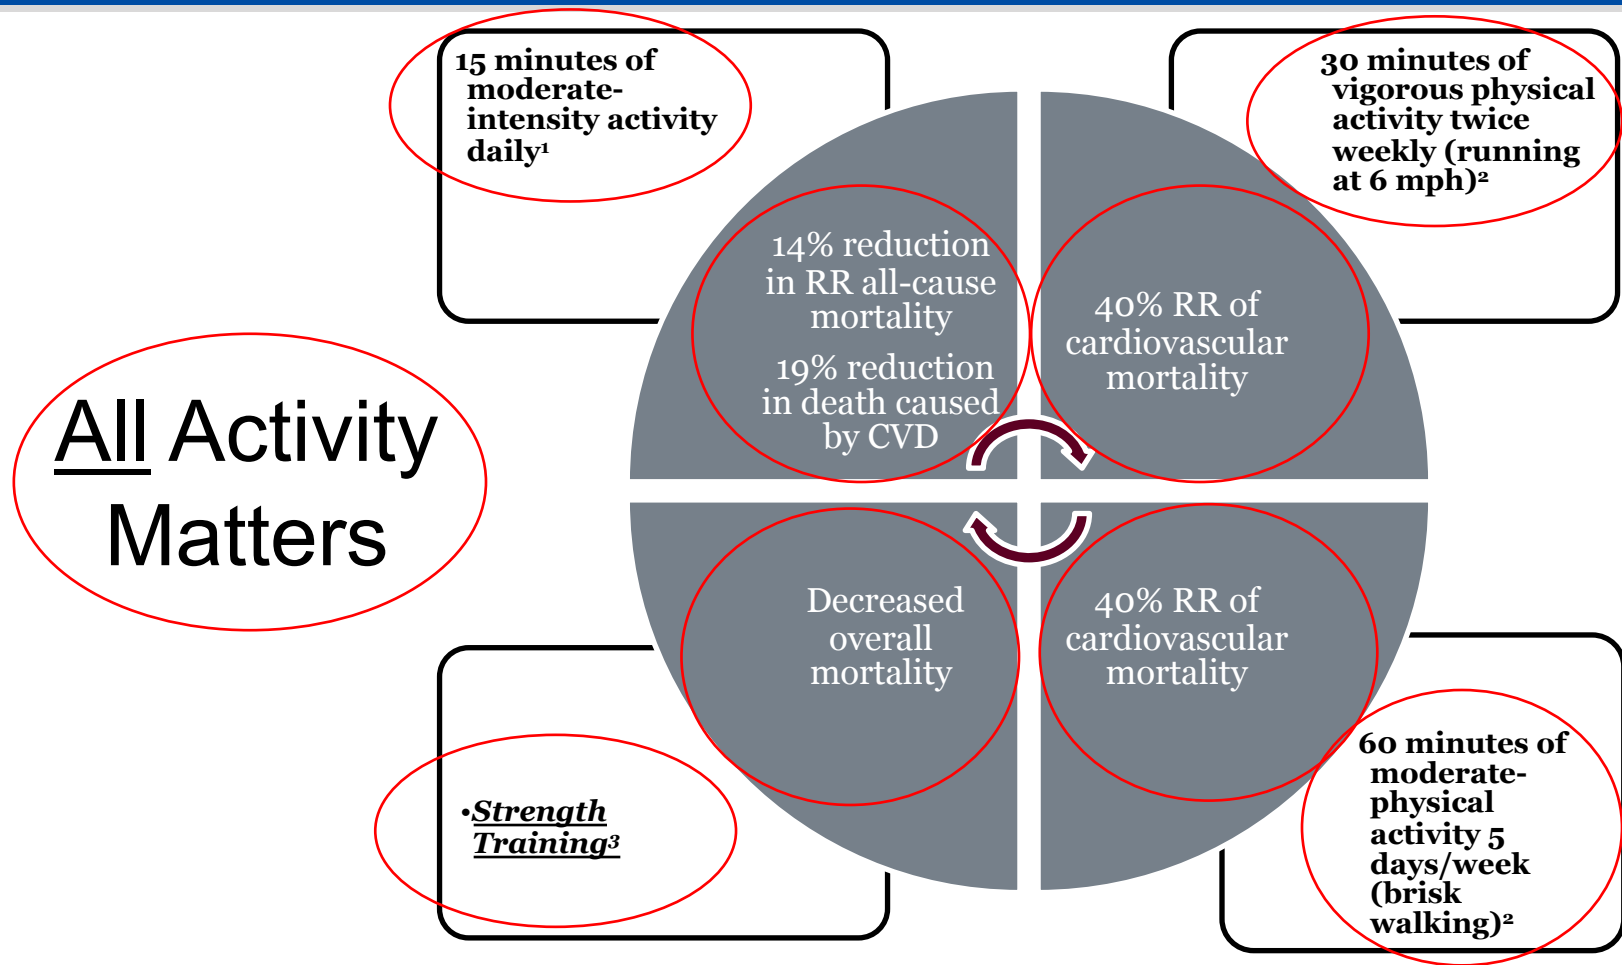 15 minutes of
moderate-
intensity activity
daily¹
30 minutes of
vigorous physical
activity twice
weekly (running
at 6 mph)²
14% reduction
in RR all-cause
mortality
19% reduction
in death caused
by CVD
40% RR of
cardiovascular
mortality
All Activity
Matters
Decreased
overall
mortality
40% RR of
cardiovascular
mortality
•Strength
Training³
60 minutes of
moderate-
physical
activity 5
days/week
(brisk
walking)²